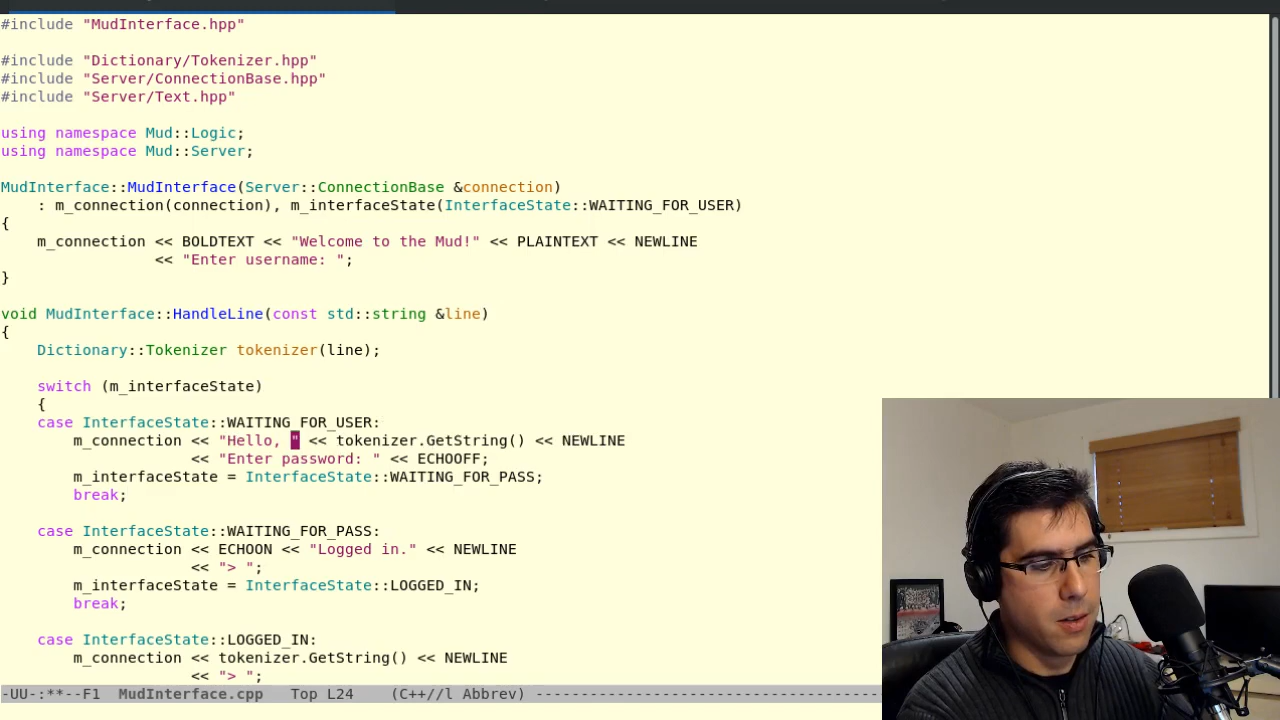 #include "MudInterface.hpp"
#include "Dictionary/Tokenizer.hpp"
#include "Server/ConnectionBase.hpp"
#include "Server/Text.hpp"
using namespace Mud::Logic;
using namespace Mud::Server;
MudInterface::MudInterface(Server::ConnectionBase &connection)
    : m_connection(connection), m_interfaceState(InterfaceState::WAITING_FOR_USER)
{
    m_connection << BOLDTEXT << "Welcome to the Mud!" << PLAINTEXT << NEWLINE
                 << "Enter username: ";
}
void MudInterface::HandleLine(const std::string &line)
{
    Dictionary::Tokenizer tokenizer(line);
    switch (m_interfaceState)
    {
    case InterfaceState::WAITING_FOR_USER:
        m_connection << "Hello, " << tokenizer.GetString() << NEWLINE
                     << "Enter password: " << ECHOOFF;
        m_interfaceState = InterfaceState::WAITING_FOR_PASS;
        break;
    case InterfaceState::WAITING_FOR_PASS:
        m_connection << ECHOON << "Logged in." << NEWLINE
                     << "> ";
        m_interfaceState = InterfaceState::LOGGED_IN;
        break;
    case InterfaceState::LOGGED_IN:
        m_connection << tokenizer.GetString() << NEWLINE
                     << "> ";
-UU-:**--F1  MudInterface.cpp   Top L24    (C++//l Abbrev) --------------------------------------